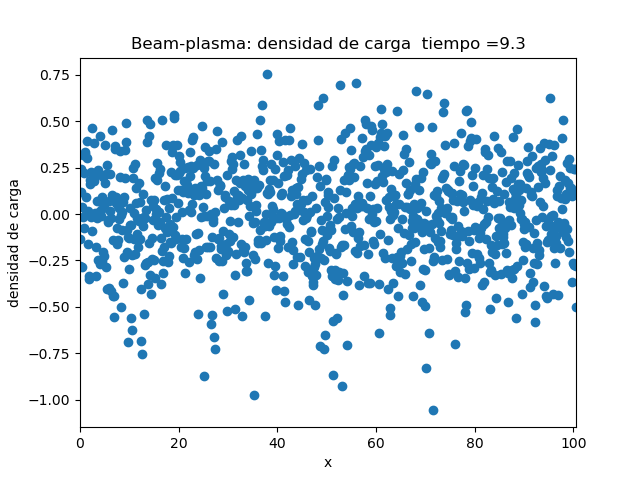 Beam-plasma: densidad de carga  tiempo =9.3
densidad de carga
0.75
0.50
0.25
0.00
−0.25
−0.50
−0.75
−1.00
0 20 40 60 80 100
x